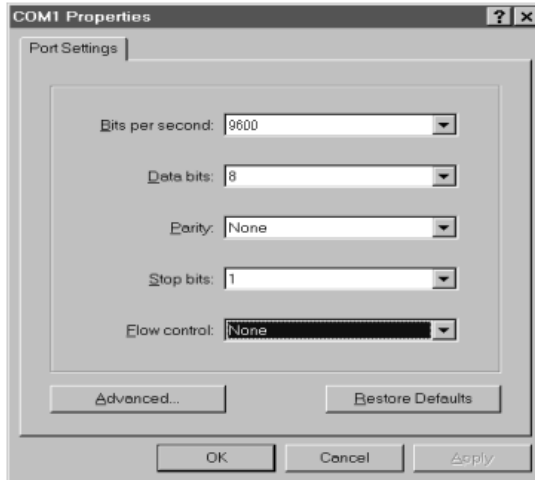 COM1 Properties
Port Settings
Bits per second: 9600
Data bits: 8
Parity: None
Stop bits: 1
Flow control: None
Advanced...
Restore Defaults
OK
Cancel
Apply